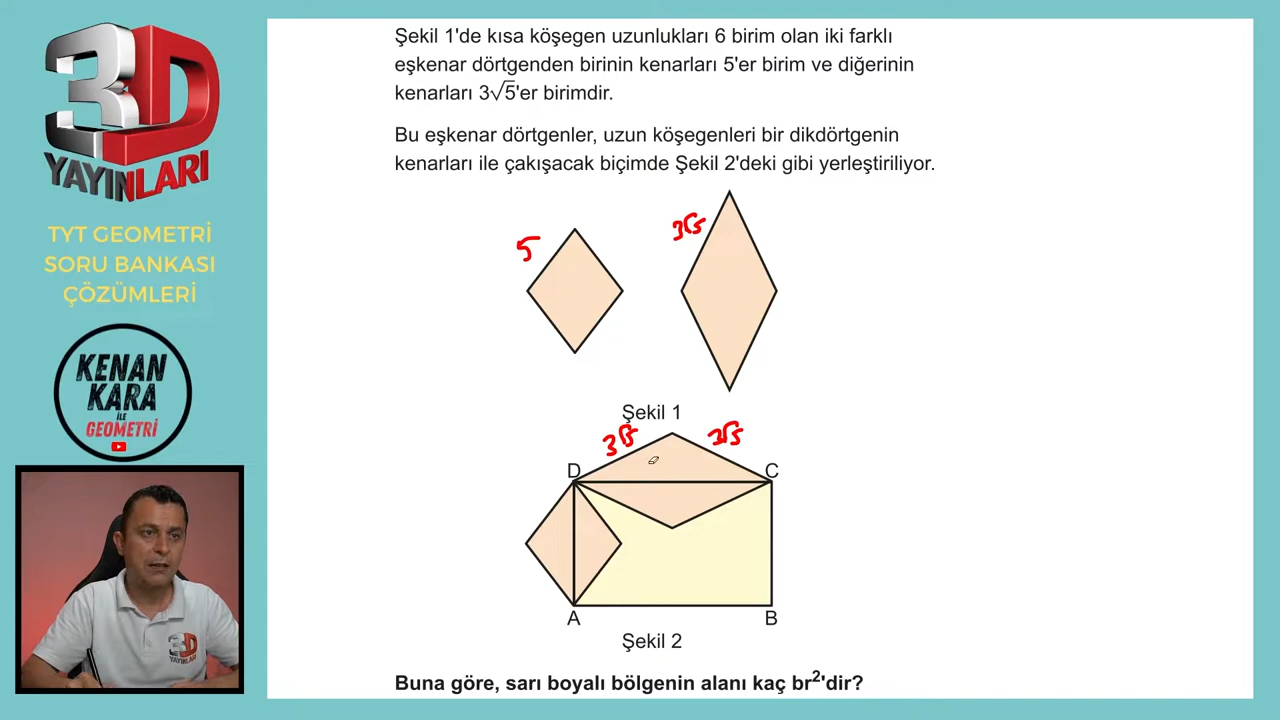 3D
YAYINLARI
TYT GEOMETRİ
SORU BANKASI
ÇÖZÜMLERİ
KENAN
KARA
İLE
GEOMETRİ
3D
YAYINLARI
Şekil 1'de kısa köşegen uzunlukları 6 birim olan iki farklı
eşkenar dörtgenden birinin kenarları 5'er birim ve diğerinin
kenarları 3√5'er birimdir.
Bu eşkenar dörtgenler, uzun köşegenleri bir dikdörtgenin
kenarları ile çakışacak biçimde Şekil 2'deki gibi yerleştiriliyor.
5
3√5
Şekil 1
3√5
3√5
D
C
A
B
Şekil 2
Buna göre, sarı boyalı bölgenin alanı kaç br²'dir?